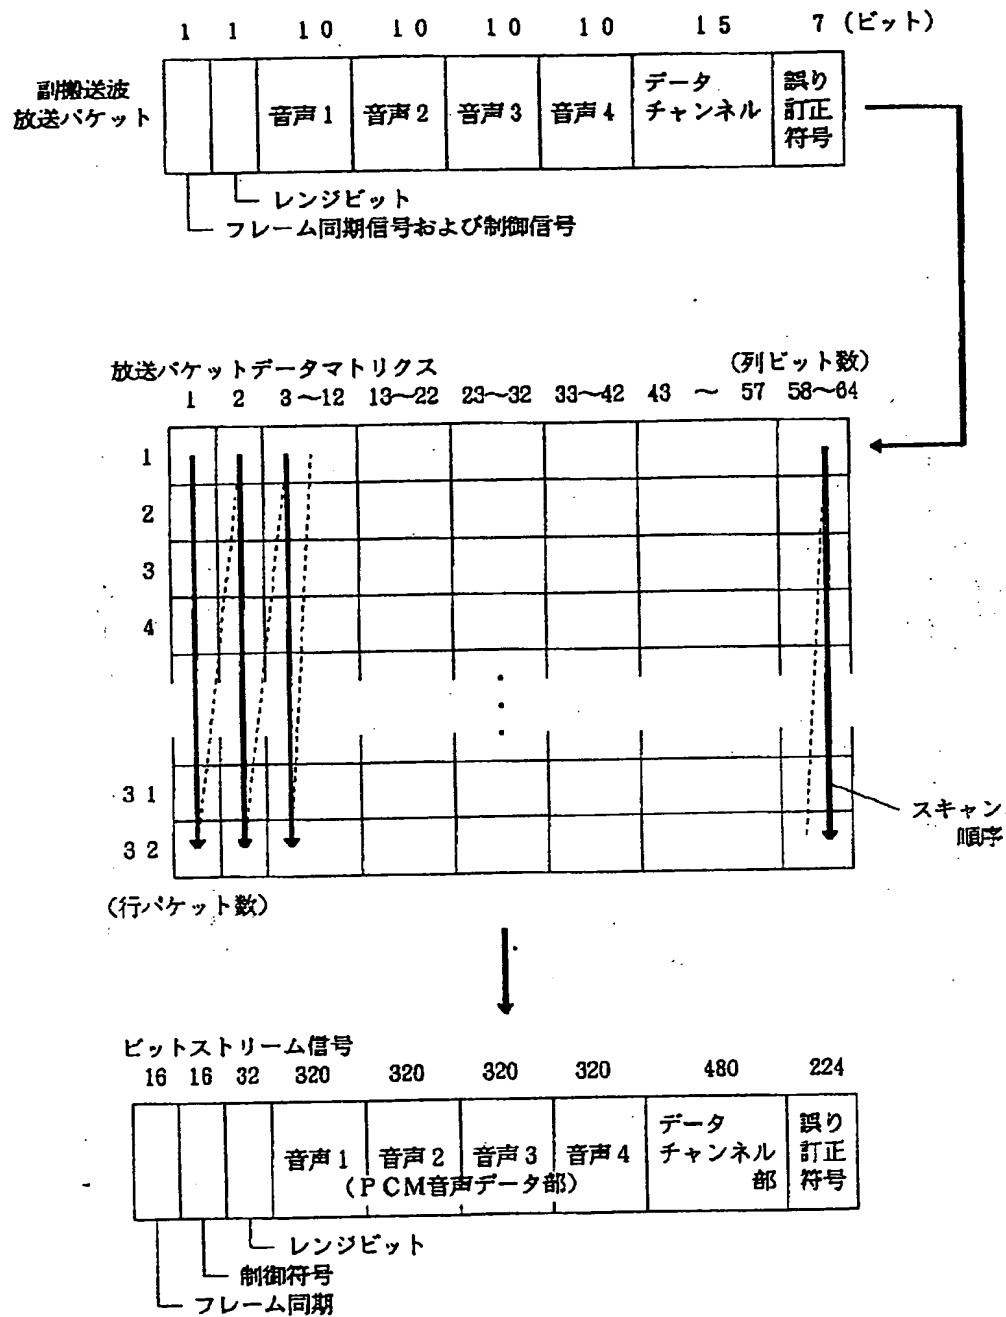 1 1 10 10 10 10 15 7 (ビット)
副搬送波
放送パケット
音声1 音声2 音声3 音声4
データ
チャンネル
誤り
訂正
符号
レンジビット
フレーム同期信号および制御信号
放送パケットデータマトリクス
(列ビット数)
1 2 3〜12 13〜22 23〜32 33〜42 43 〜 57 58〜64
1
2
3
4
31
32
スキャン
順序
(行パケット数)
ビットストリーム信号
16 16 32 320 320 320 320 480 224
音声1 音声2 音声3 音声4
(PCM音声データ部)
データ
チャンネル
部
誤り
訂正
符号
レンジビット
制御符号
フレーム同期